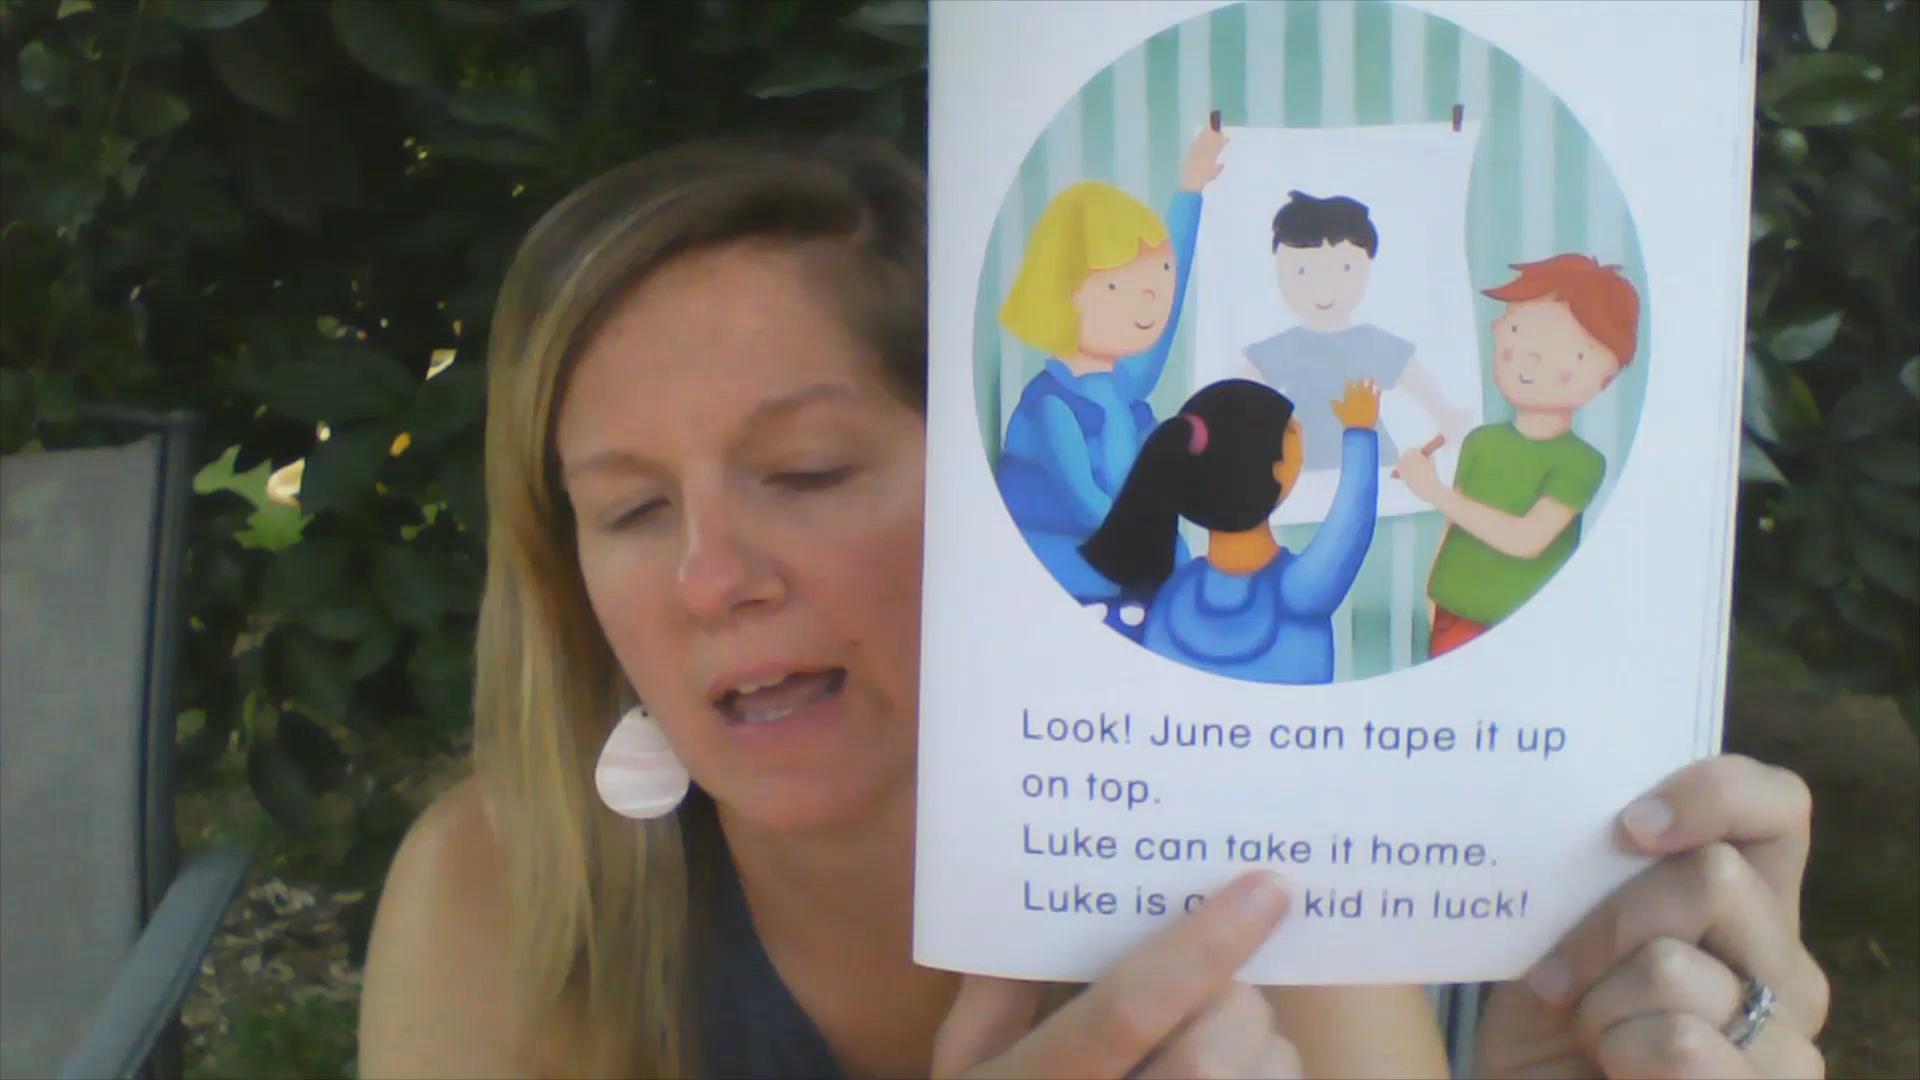 Look! June can tape it up
on top.
Luke can take it home.
Luke is kid in luck!